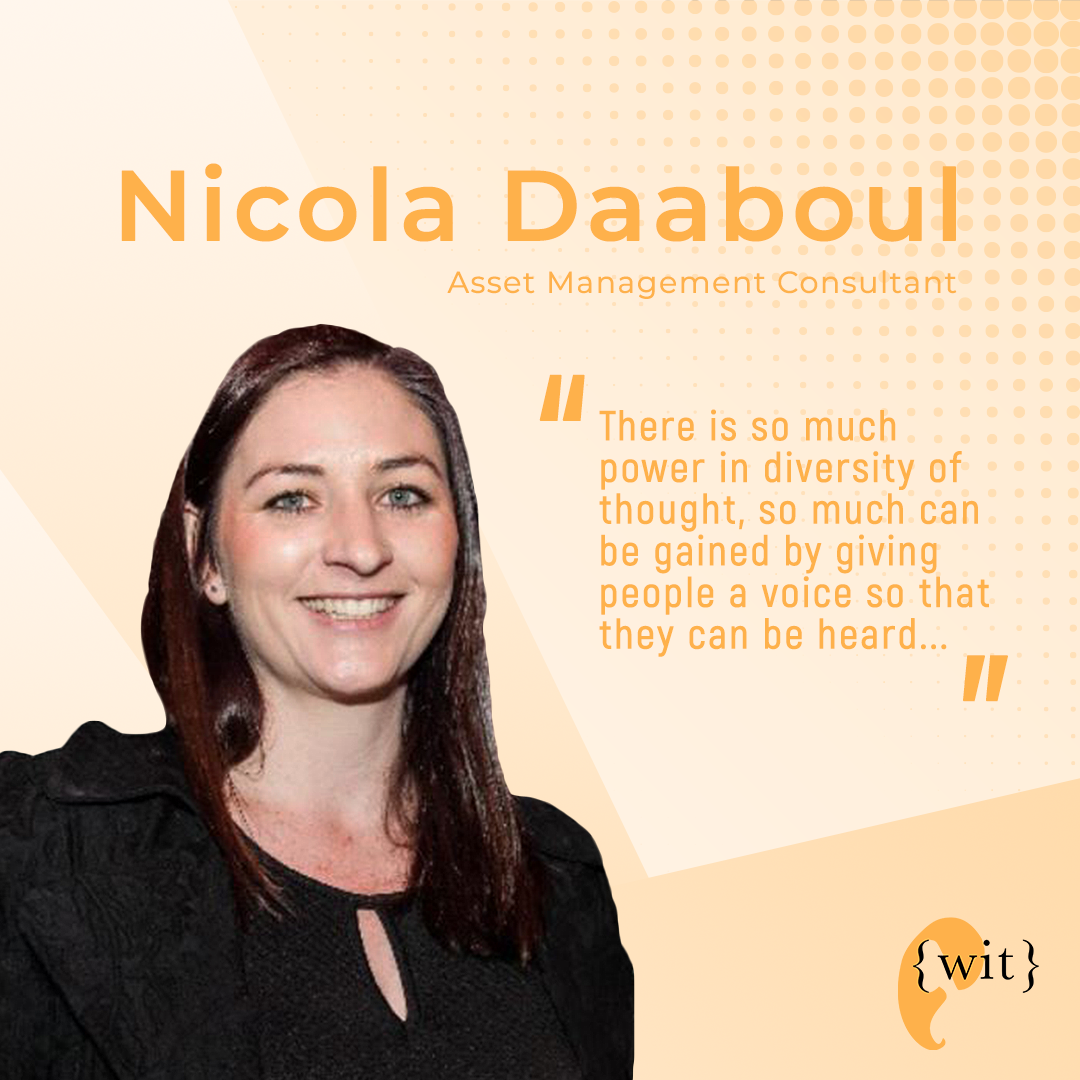 Nicola Daaboul
Asset Management Consultant
"There is so much
power in diversity of
thought, so much can
be gained by giving
people a voice so that
they can be heard..."
{wit}